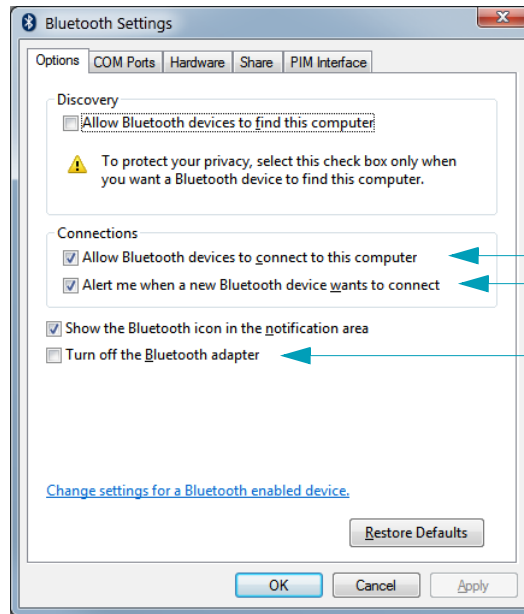 Bluetooth Settings
Options COM Ports Hardware Share PIM Interface
Discovery
Allow Bluetooth devices to find this computer
To protect your privacy, select this check box only when
you want a Bluetooth device to find this computer.
Connections
Allow Bluetooth devices to connect to this computer
Alert me when a new Bluetooth device wants to connect
Show the Bluetooth icon in the notification area
Turn off the Bluetooth adapter
Change settings for a Bluetooth enabled device.
Restore Defaults
OK Cancel Apply